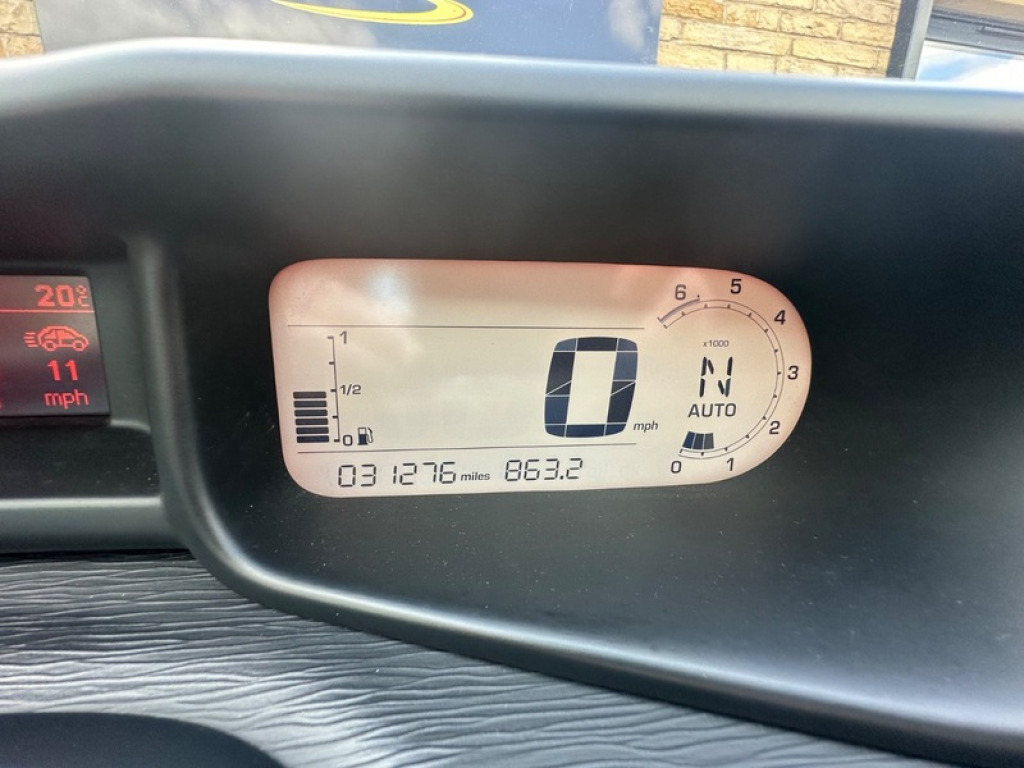 20°C
11
mph
1
1/2
0
0 mph
031276 miles 863.2
6 5 4 3 2 1 0
x1000
N
AUTO